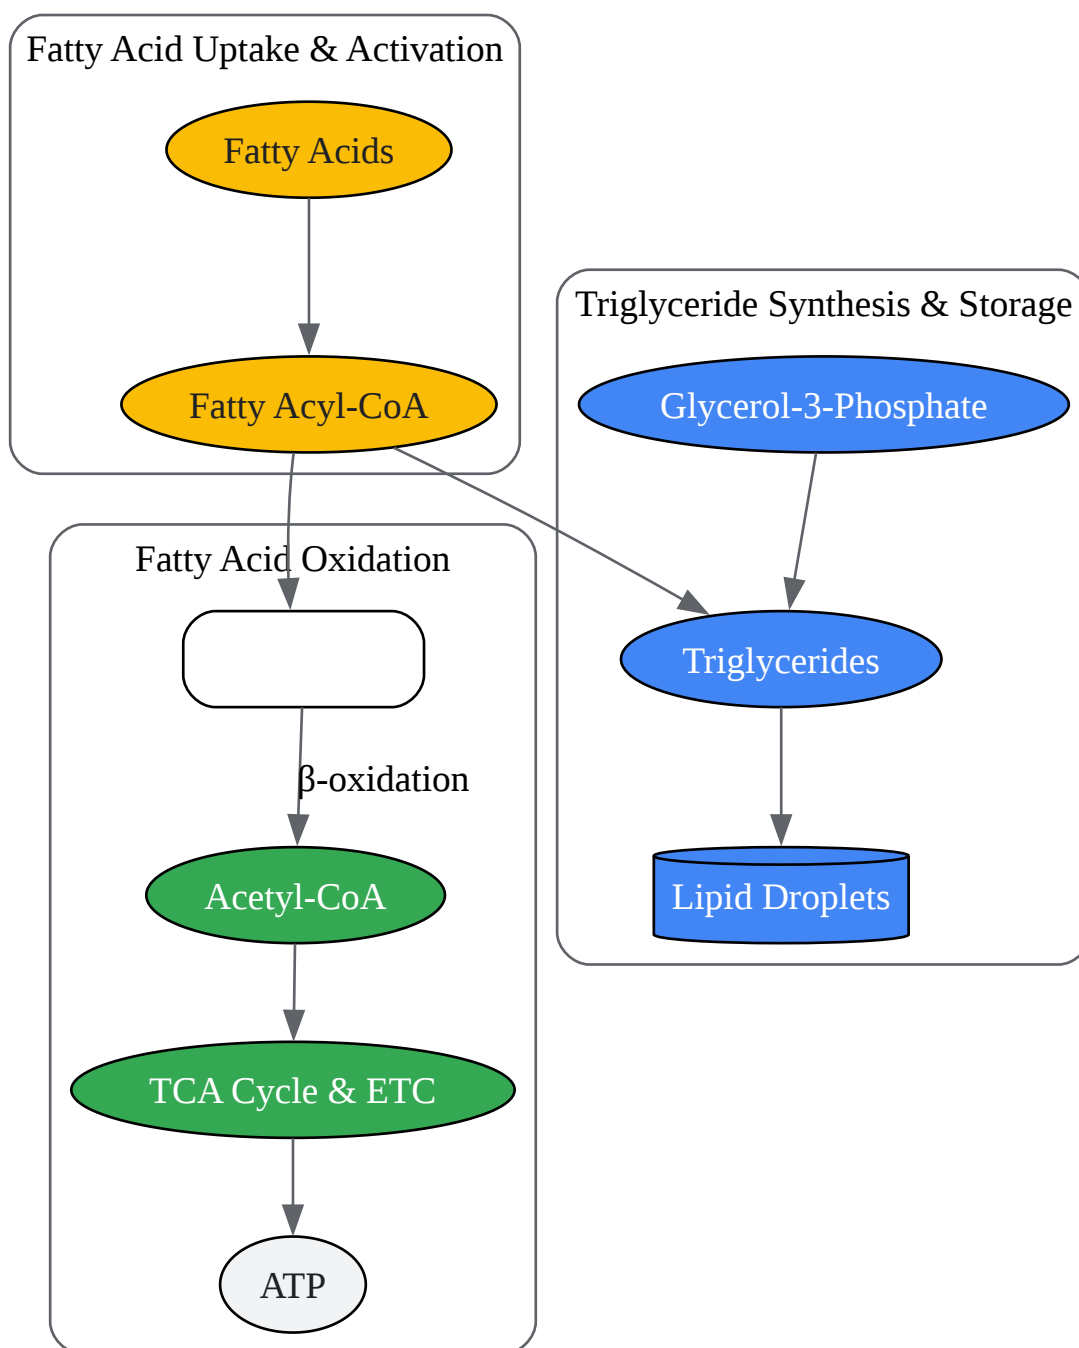 Fatty Acid Uptake & Activation
Fatty Acids
Fatty Acyl-CoA
Triglyceride Synthesis & Storage
Glycerol-3-Phosphate
Triglycerides
Lipid Droplets
Fatty Acid Oxidation
β-oxidation
Acetyl-CoA
TCA Cycle & ETC
ATP